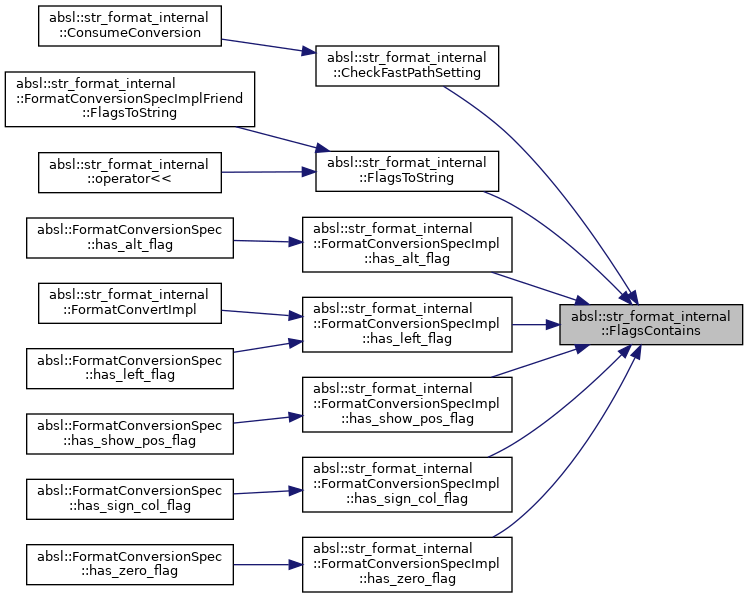 absl::str_format_internal
::ConsumeConversion
absl::str_format_internal
::CheckFastPathSetting
absl::str_format_internal
::FormatConversionSpecImplFriend
::FlagsToString
absl::str_format_internal
::FlagsToString
absl::str_format_internal
::operator<<
absl::FormatConversionSpec
::has_alt_flag
absl::str_format_internal
::FormatConversionSpecImpl
::has_alt_flag
absl::str_format_internal
::FormatConvertImpl
absl::str_format_internal
::FormatConversionSpecImpl
::has_left_flag
absl::str_format_internal
::FlagsContains
absl::FormatConversionSpec
::has_left_flag
absl::str_format_internal
::FormatConversionSpecImpl
::has_show_pos_flag
absl::FormatConversionSpec
::has_show_pos_flag
absl::str_format_internal
::FormatConversionSpecImpl
::has_sign_col_flag
absl::FormatConversionSpec
::has_sign_col_flag
absl::str_format_internal
::FormatConversionSpecImpl
::has_zero_flag
absl::FormatConversionSpec
::has_zero_flag